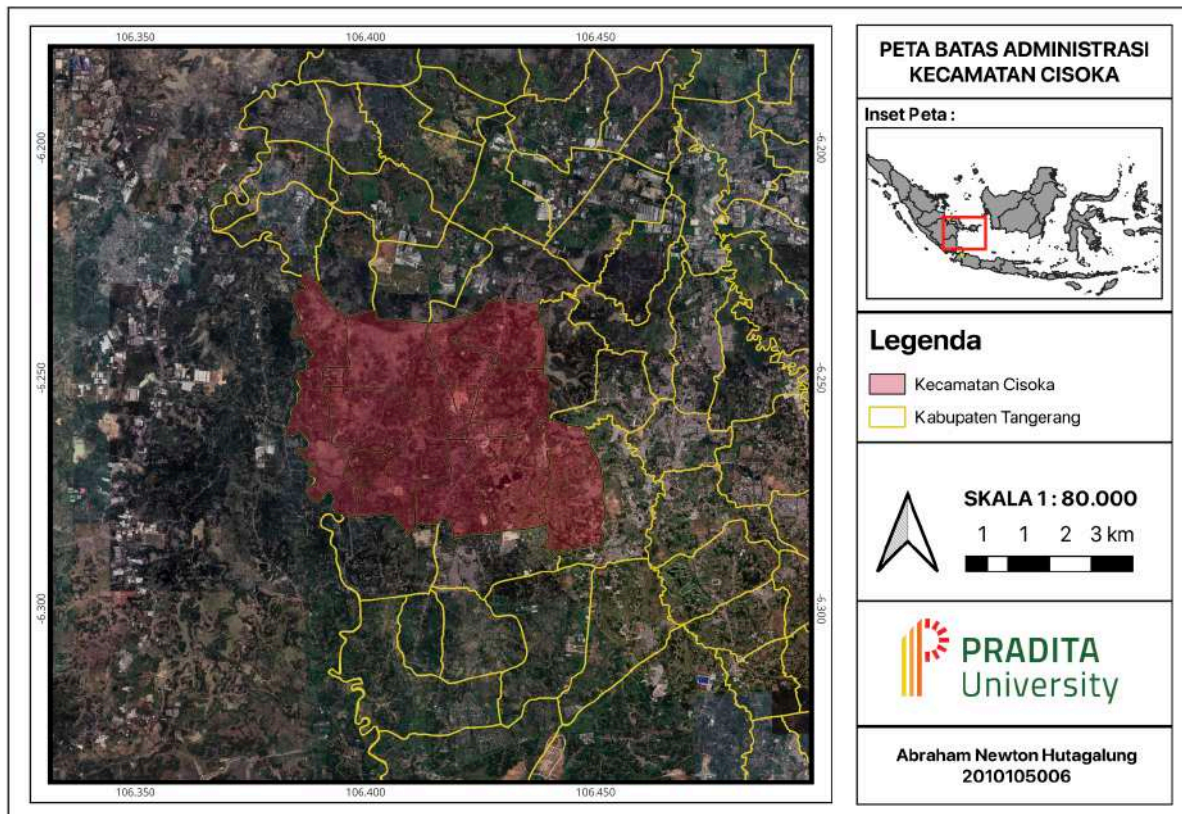 106.350 106.400 106.450
-6.200
-6.250
-6.300
-6.200
-6.250
-6.300
106.350 106.400 106.450
PETA BATAS ADMINISTRASI
KECAMATAN CISOKA
Inset Peta :
Legenda
Kecamatan Cisoka
Kabupaten Tangerang
SKALA 1 : 80.000
1 1 2 3 km
PRADITA
University
Abraham Newton Hutagalung
2010105006